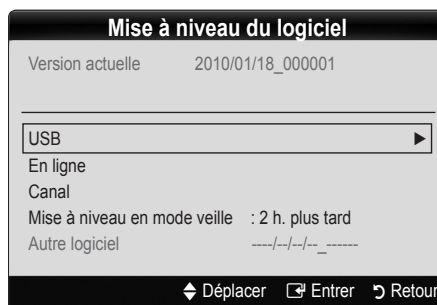 Mise à niveau du logiciel
Version actuelle 2010/01/18_000001
USB
En ligne
Canal
Mise à niveau en mode veille : 2 h. plus tard
Autre logiciel ----/--/--/--_------
Déplacer Entrer Retour